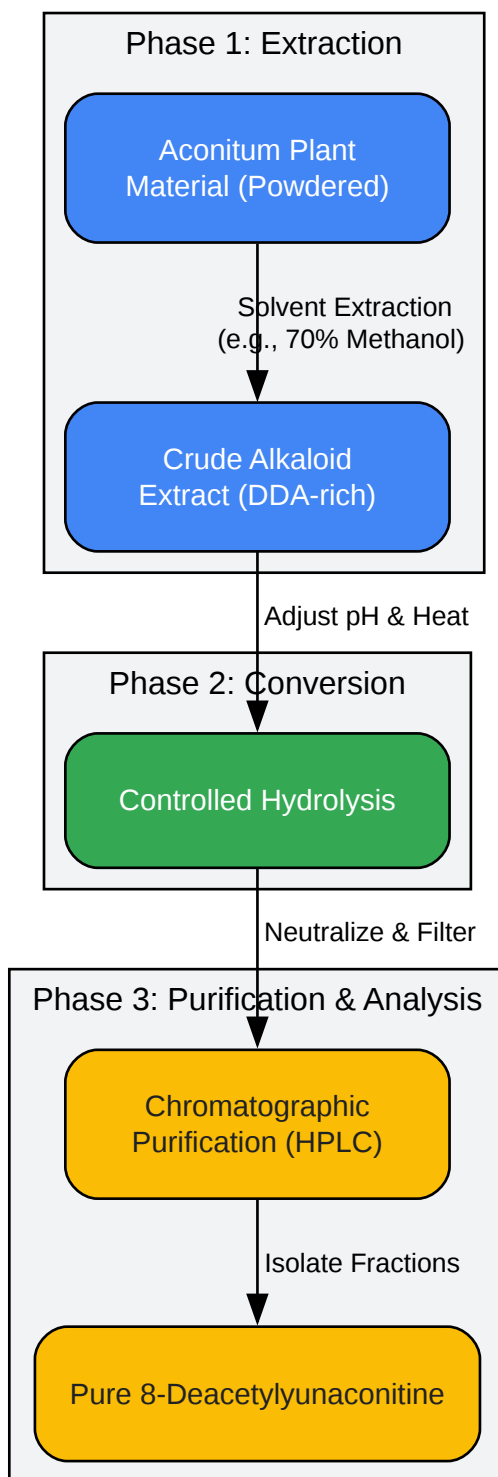 Phase 1: Extraction
Aconitum Plant
Material (Powdered)
Solvent Extraction
(e.g., 70% Methanol)
Crude Alkaloid
Extract (DDA-rich)
Adjust pH & Heat
Phase 2: Conversion
Controlled Hydrolysis
Neutralize & Filter
Phase 3: Purification & Analysis
Chromatographic
Purification (HPLC)
Isolate Fractions
Pure 8-Deacetylyunaconitine